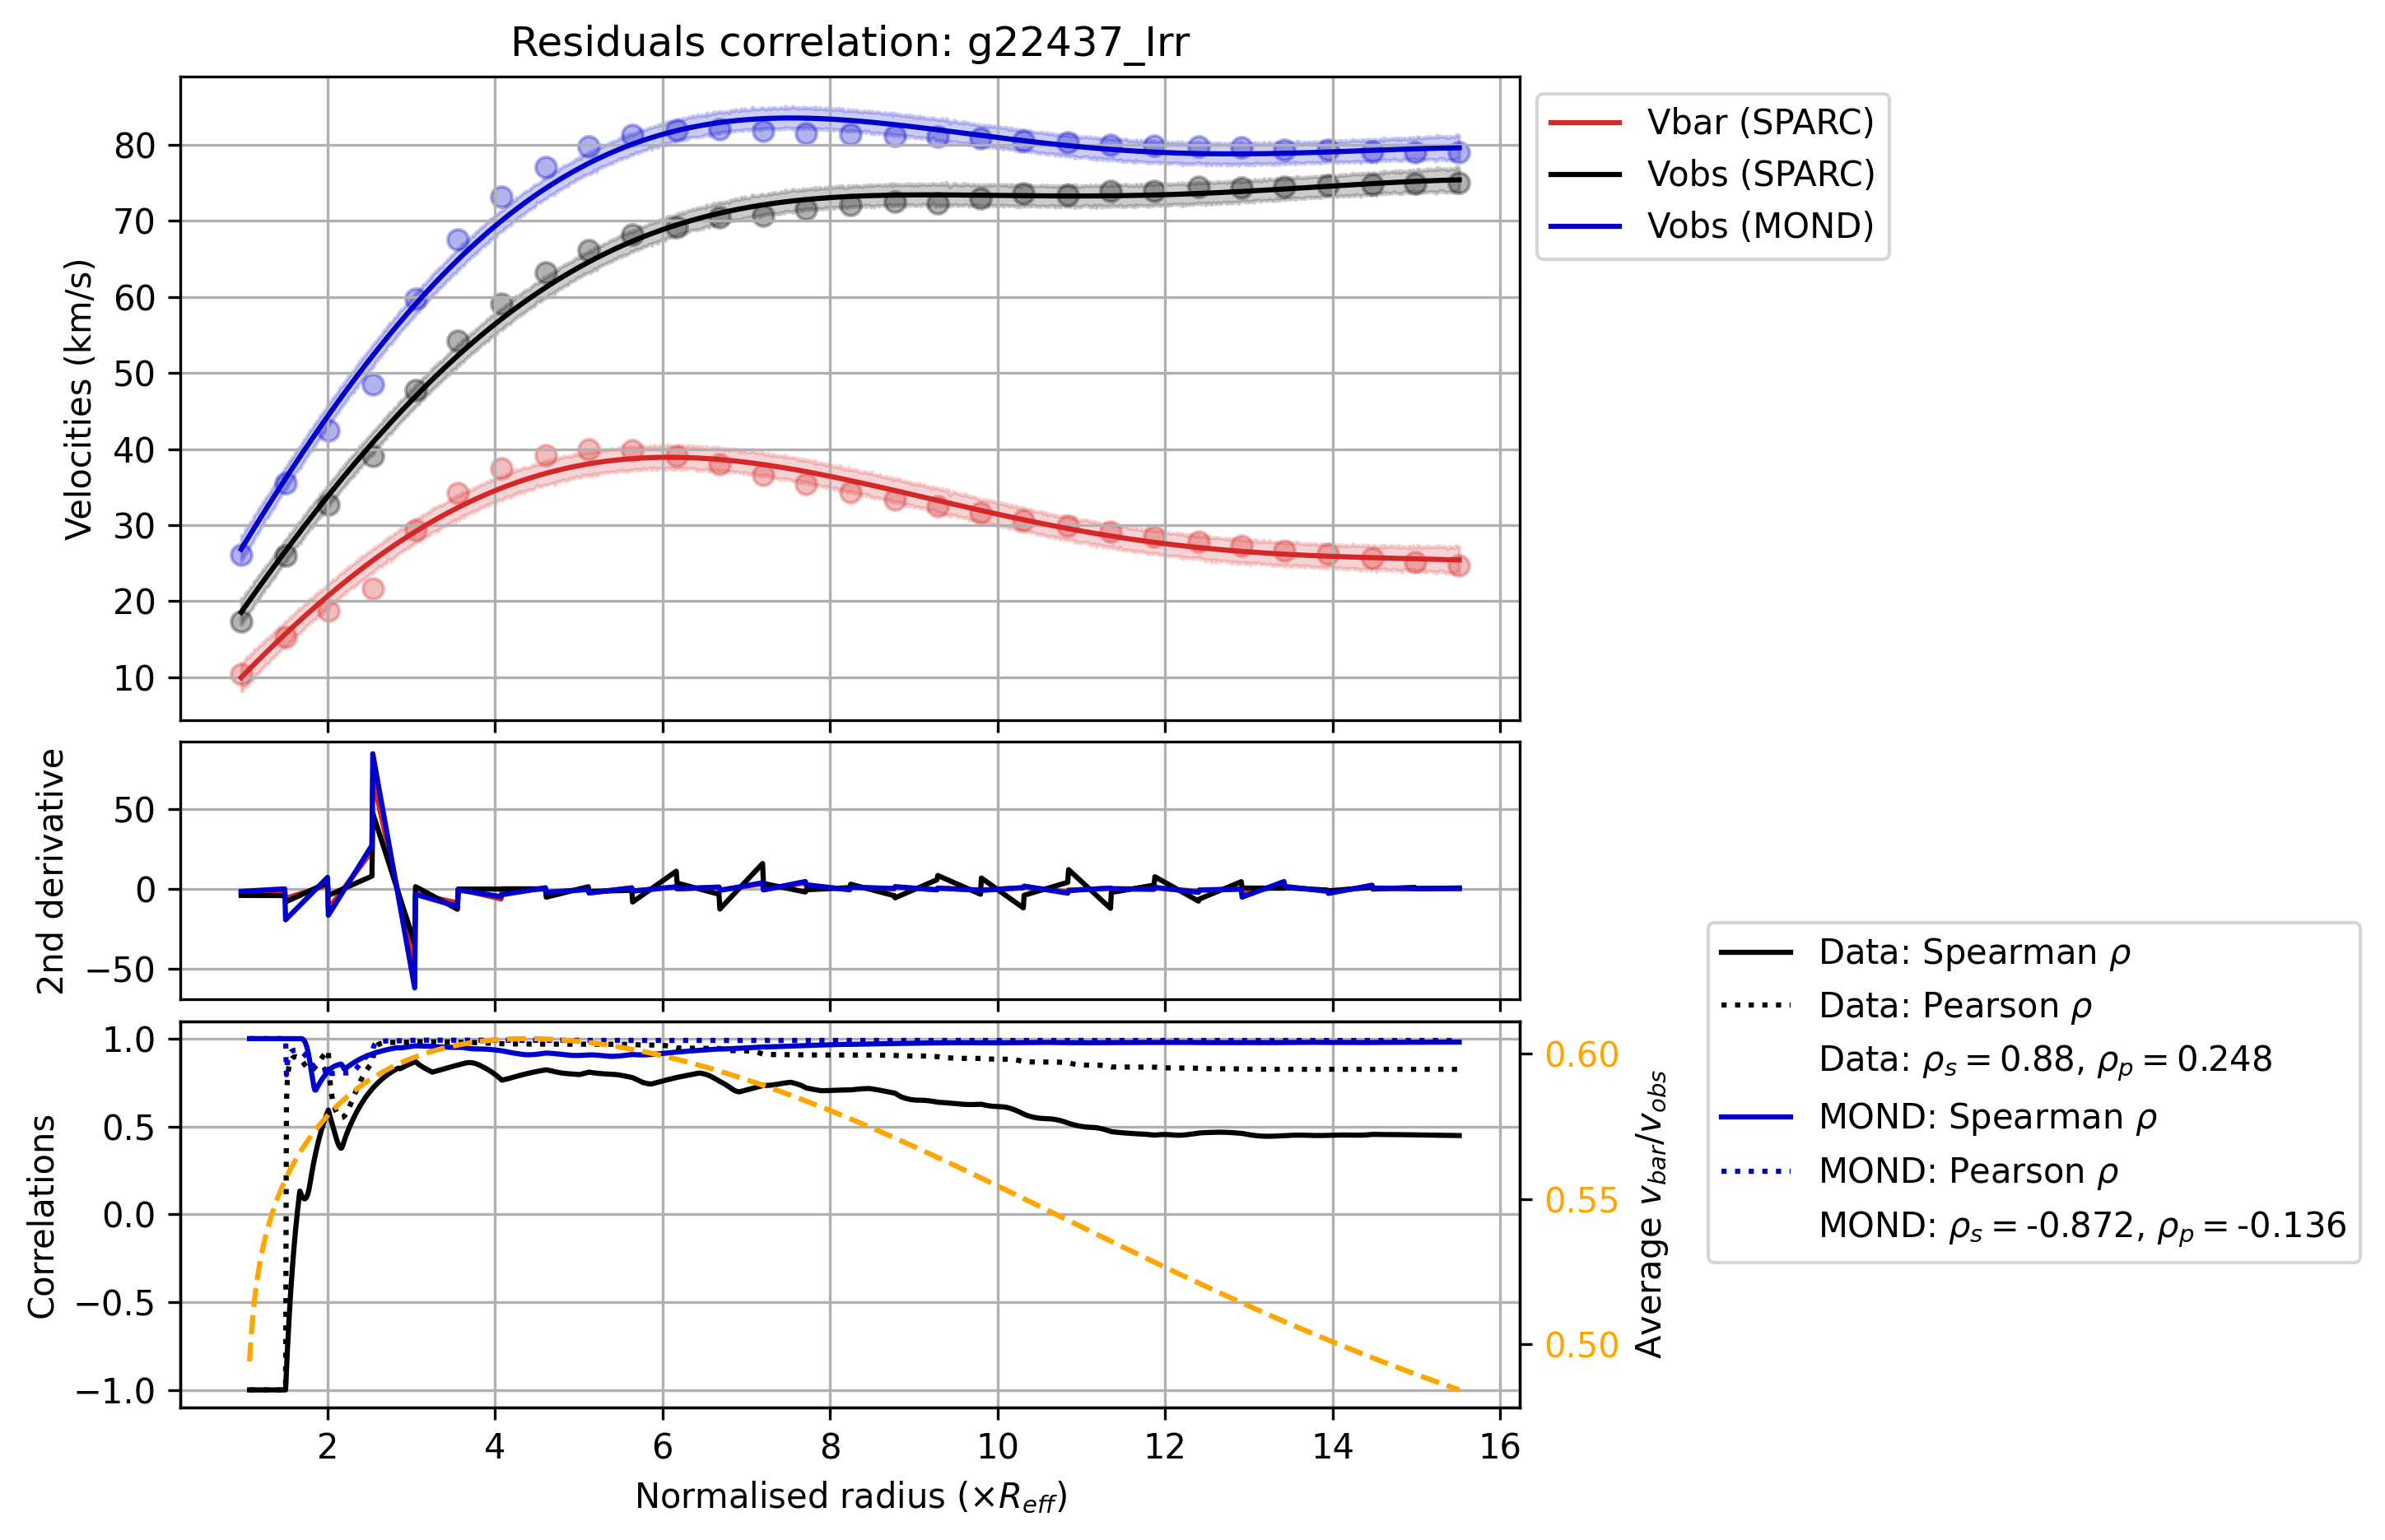 Residuals correlation: g22437_Irr
Velocities (km/s)
80
70
60
50
40
30
20
10
Vbar (SPARC)
Vobs (SPARC)
Vobs (MOND)
2nd derivative
50
0
−50
Correlations
1.0
0.5
0.0
−0.5
−1.0
0.60
0.55
0.50
Average v_bar/v_obs
Data: Spearman ρ
Data: Pearson ρ
Data: ρ_s = 0.88, ρ_p = 0.248
MOND: Spearman ρ
MOND: Pearson ρ
MOND: ρ_s = -0.872, ρ_p = -0.136
2 4 6 8 10 12 14 16
Normalised radius (×R_eff)